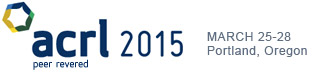 acrl 2015
peer revered
MARCH 25-28
Portland, Oregon